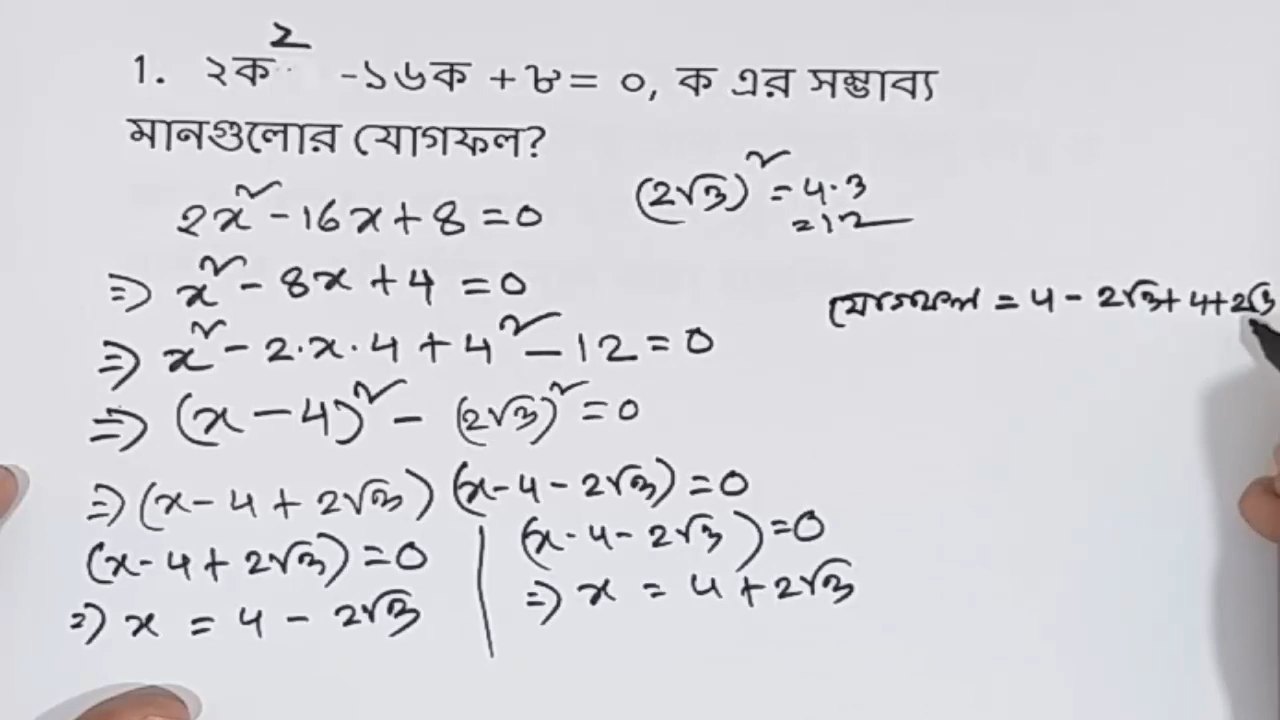 1. ২ক² -১৬ক + ৮ = ০, ক এর সম্ভাব্য
মানগুলোর যোগফল?
2x² - 16x + 8 = 0
(2√3)² = 4·3
= 12
⇒ x² - 8x + 4 = 0
যোগফল = 4 - 2√3 + 4 + 2√3
⇒ x² - 2·x·4 + 4² - 12 = 0
⇒ (x - 4)² - (2√3)² = 0
⇒ (x - 4 + 2√3) (x - 4 - 2√3) = 0
(x - 4 + 2√3) = 0
⇒ x = 4 - 2√3
(x - 4 - 2√3) = 0
⇒ x = 4 + 2√3